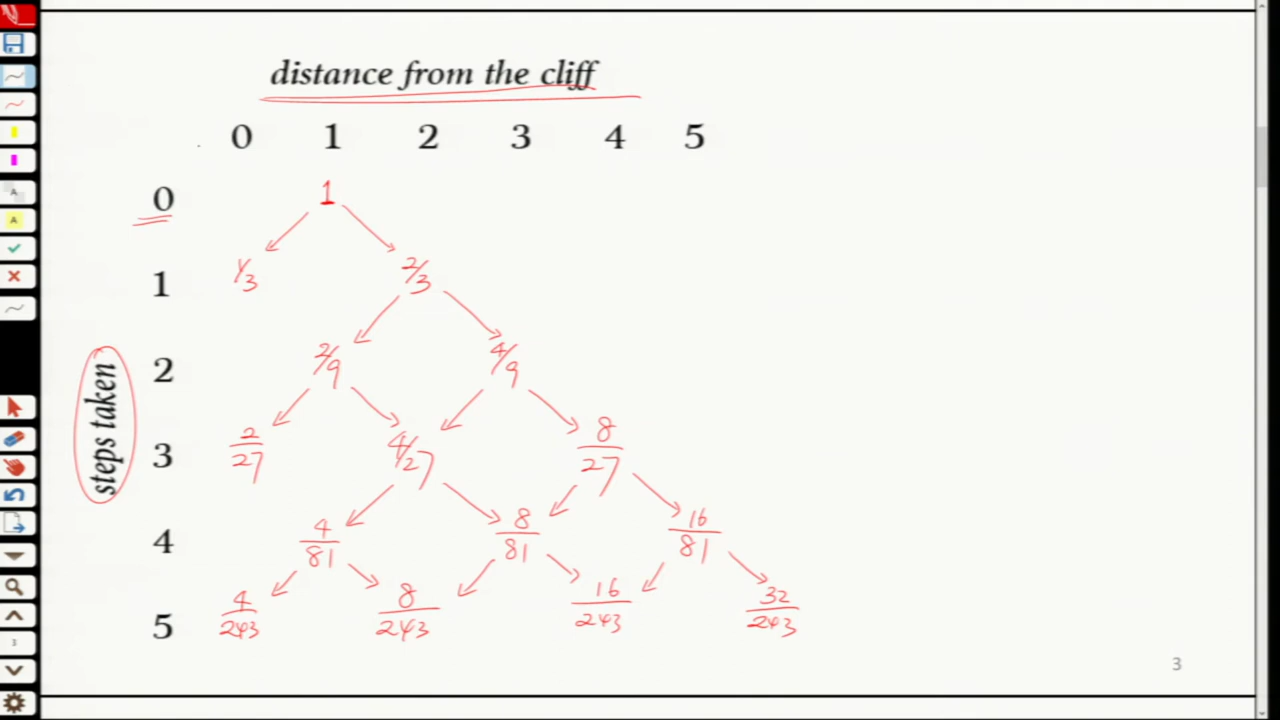 distance from the cliff
0 1 2 3 4 5
0 1
1 1/3 2/3
2 2/9 4/9
3 2/27 4/27 8/27
4 4/81 8/81 16/81
5 4/243 8/243 16/243 32/243
steps taken
3
A
A
3